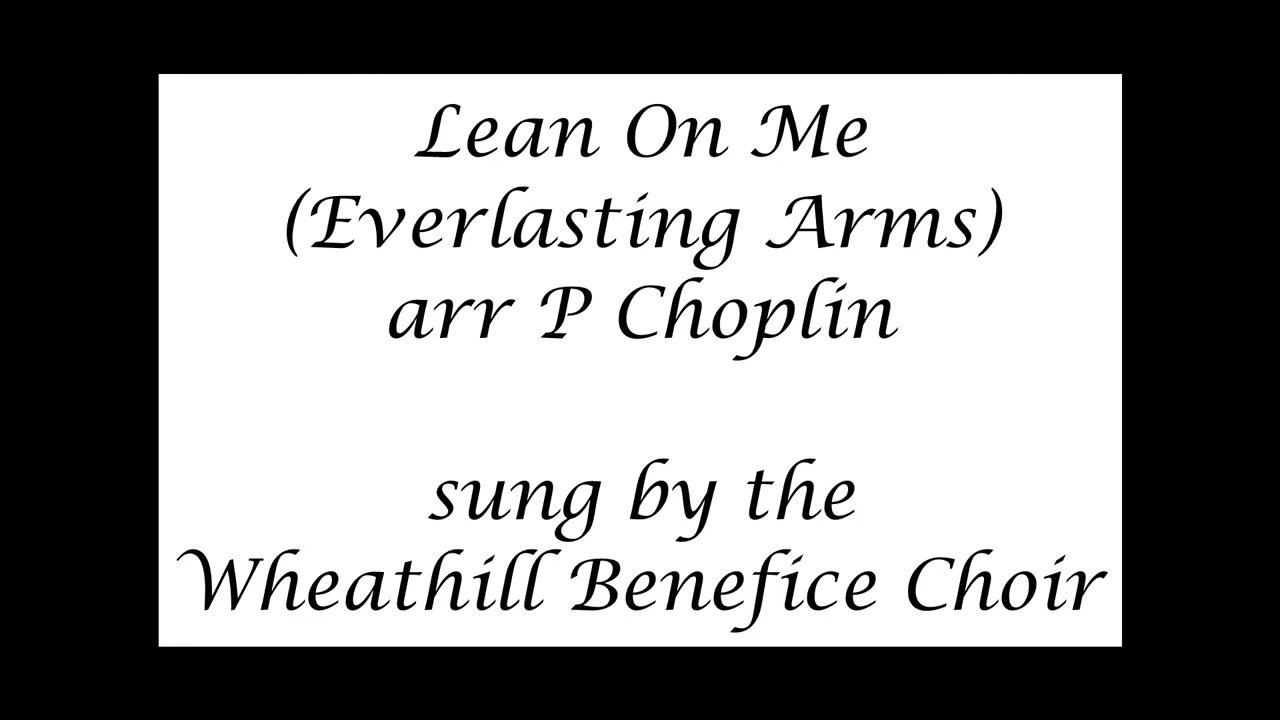 Lean On Me
(Everlasting Arms)
arr P Choplin
sung by the
Wheathill Benefice Choir